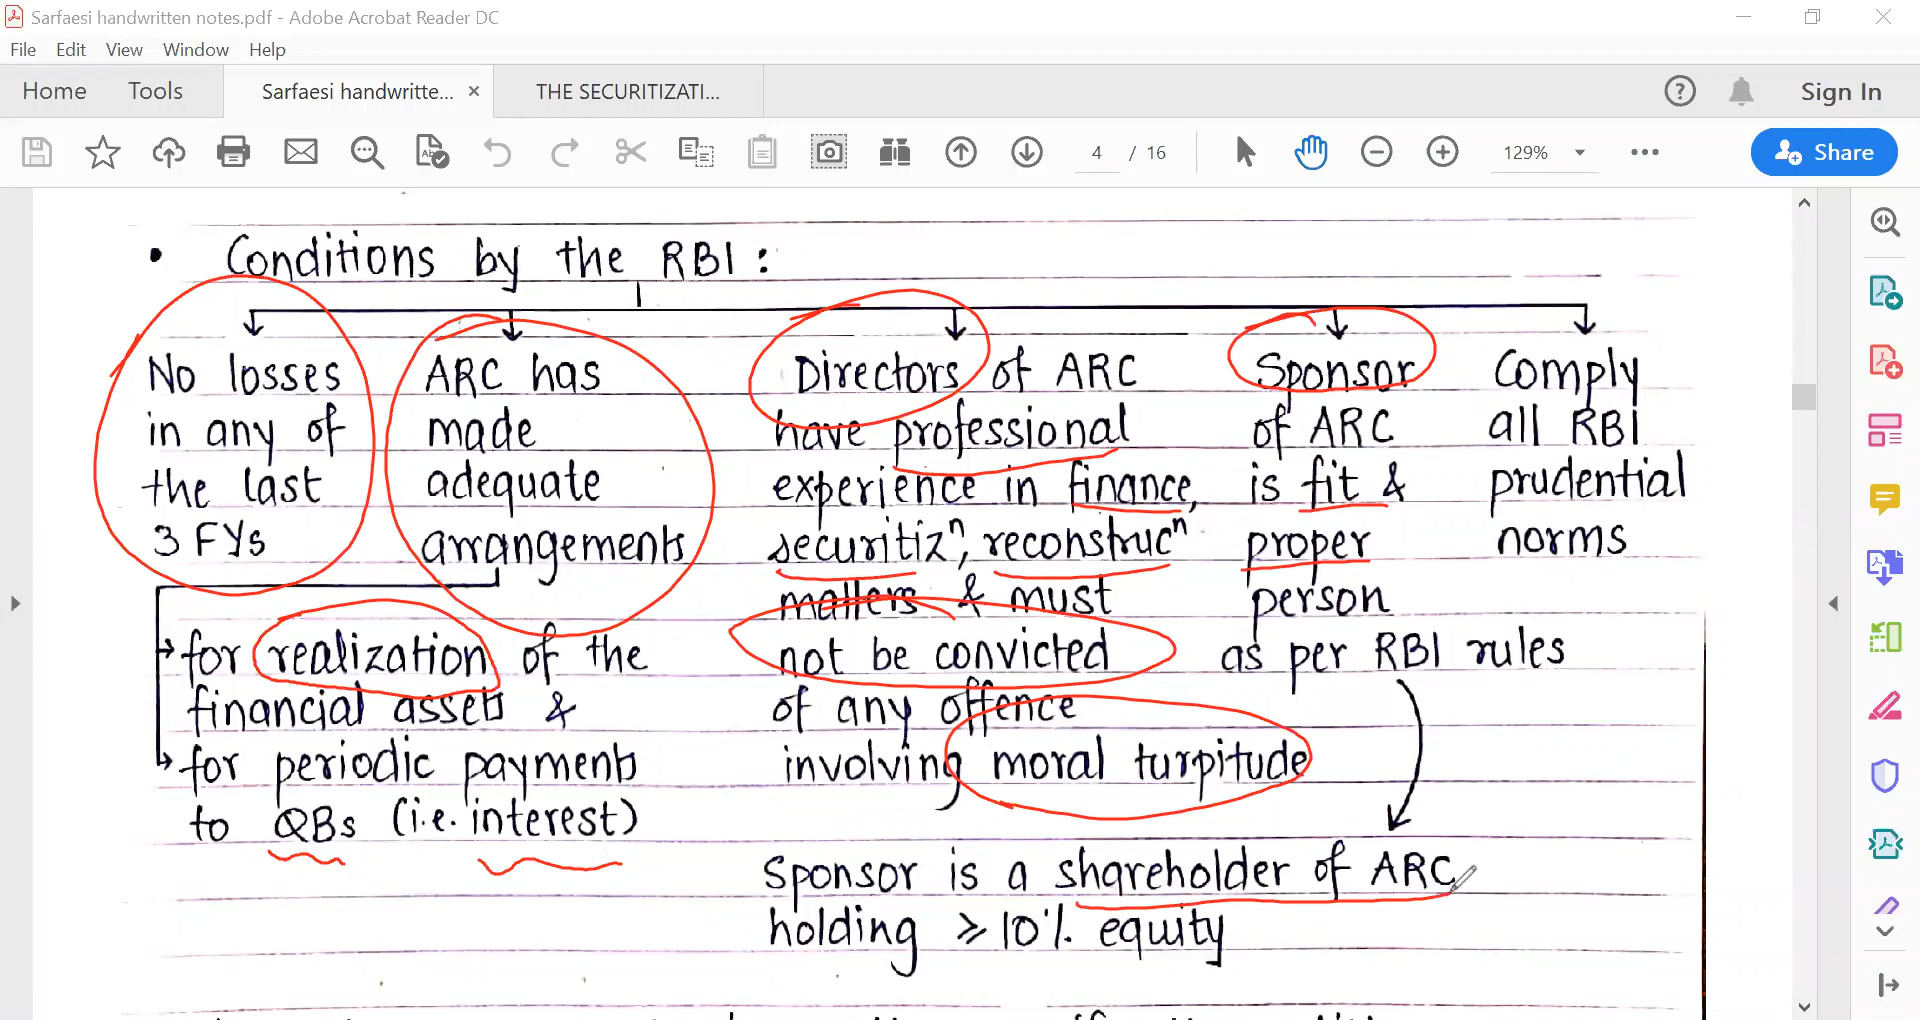 Sarfaesi handwritten notes.pdf - Adobe Acrobat Reader DC
File Edit View Window Help
Home Tools Sarfaesi handwritte... × THE SECURITIZATI... Sign In
4 / 16 129% Share
• Conditions by the RBI :
No losses
in any of
the last
3 FYs
ARC has
made
adequate
arrangements
→ for realization of the
financial assets &
→ for periodic payments
to QBs (i.e. interest)
Directors of ARC
have professional
experience in finance,
securitizⁿ, reconstrucⁿ
matters & must
not be convicted
of any offence
involving moral turpitude
Sponsor
of ARC
is fit &
proper
person
as per RBI rules
Sponsor is a shareholder of ARC
holding ≥ 10% equity
Comply
all RBI
prudential
norms